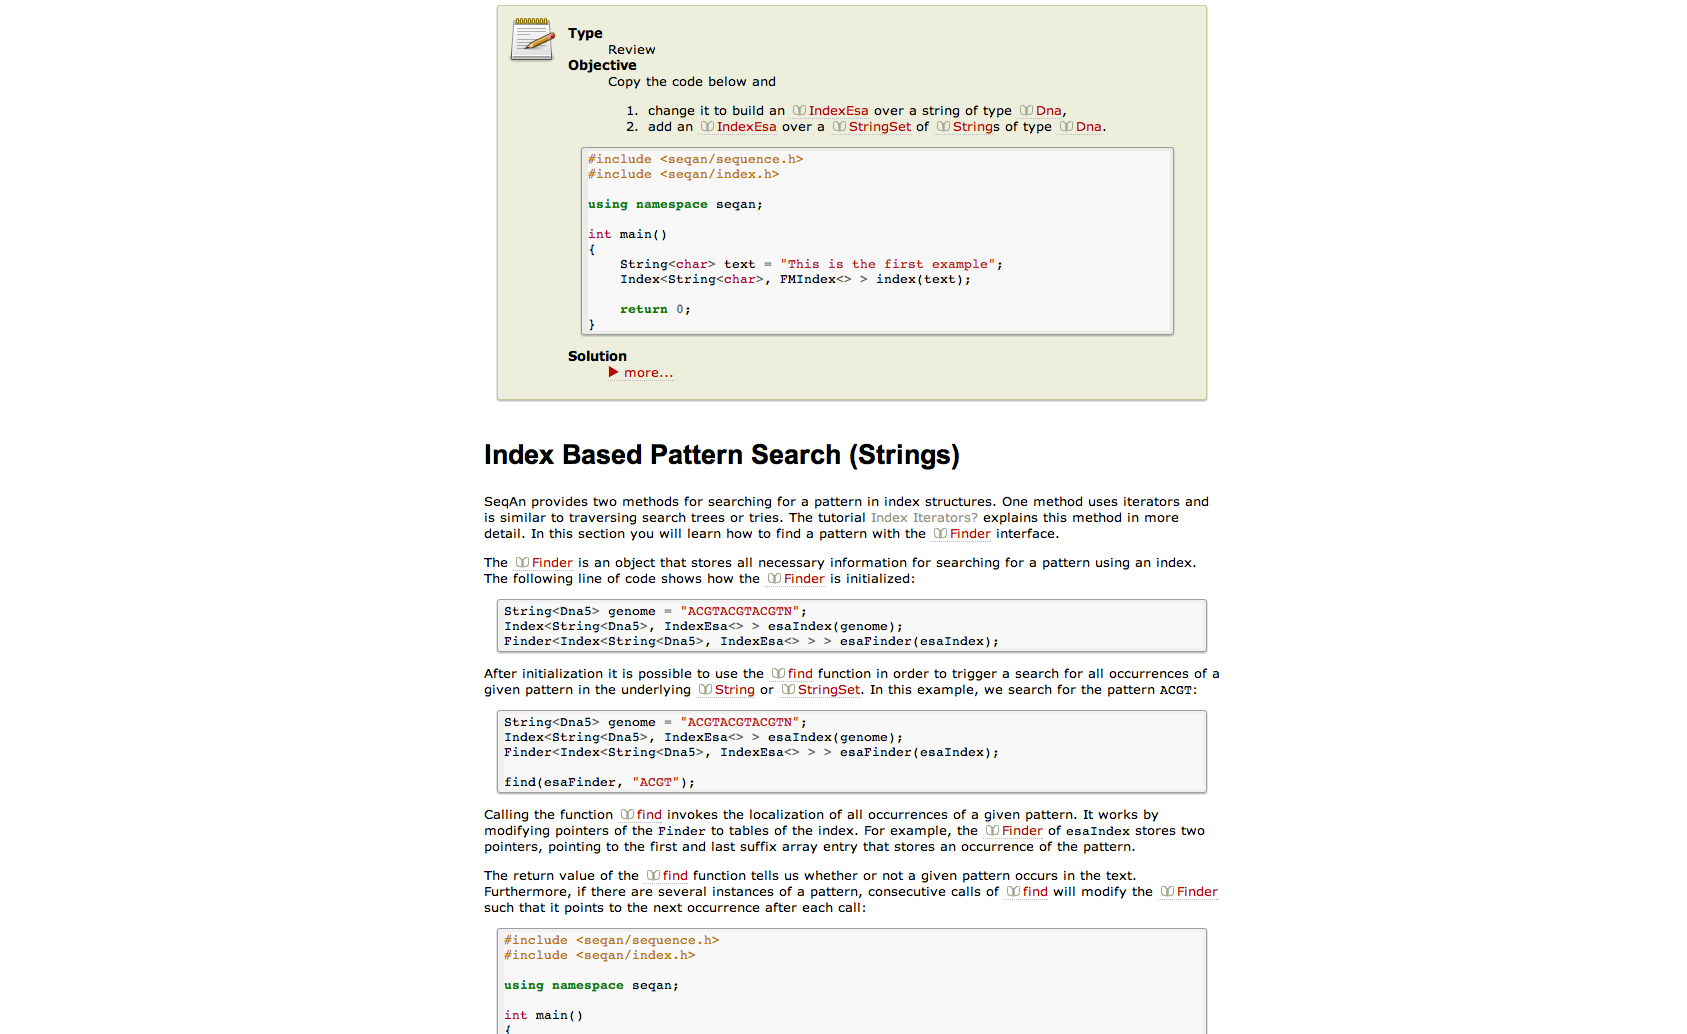 Type
Review
Objective
Copy the code below and
1. change it to build an IndexEsa over a string of type Dna,
2. add an IndexEsa over a StringSet of Strings of type Dna.
#include <seqan/sequence.h>
#include <seqan/index.h>
using namespace seqan;
int main()
{
    String<char> text = "This is the first example";
    Index<String<char>, FMIndex<> > index(text);
    return 0;
}
Solution
more...
Index Based Pattern Search (Strings)
SeqAn provides two methods for searching for a pattern in index structures. One method uses iterators and
is similar to traversing search trees or tries. The tutorial Index Iterators? explains this method in more
detail. In this section you will learn how to find a pattern with the Finder interface.
The Finder is an object that stores all necessary information for searching for a pattern using an index.
The following line of code shows how the Finder is initialized:
String<Dna5> genome = "ACGTACGTACGTN";
Index<String<Dna5>, IndexEsa<> > esaIndex(genome);
Finder<Index<String<Dna5>, IndexEsa<> > > esaFinder(esaIndex);
After initialization it is possible to use the find function in order to trigger a search for all occurrences of a
given pattern in the underlying String or StringSet. In this example, we search for the pattern ACGT:
String<Dna5> genome = "ACGTACGTACGTN";
Index<String<Dna5>, IndexEsa<> > esaIndex(genome);
Finder<Index<String<Dna5>, IndexEsa<> > > esaFinder(esaIndex);
find(esaFinder, "ACGT");
Calling the function find invokes the localization of all occurrences of a given pattern. It works by
modifying pointers of the Finder to tables of the index. For example, the Finder of esaIndex stores two
pointers, pointing to the first and last suffix array entry that stores an occurrence of the pattern.
The return value of the find function tells us whether or not a given pattern occurs in the text.
Furthermore, if there are several instances of a pattern, consecutive calls of find will modify the Finder
such that it points to the next occurrence after each call:
#include <seqan/sequence.h>
#include <seqan/index.h>
using namespace seqan;
int main()
{